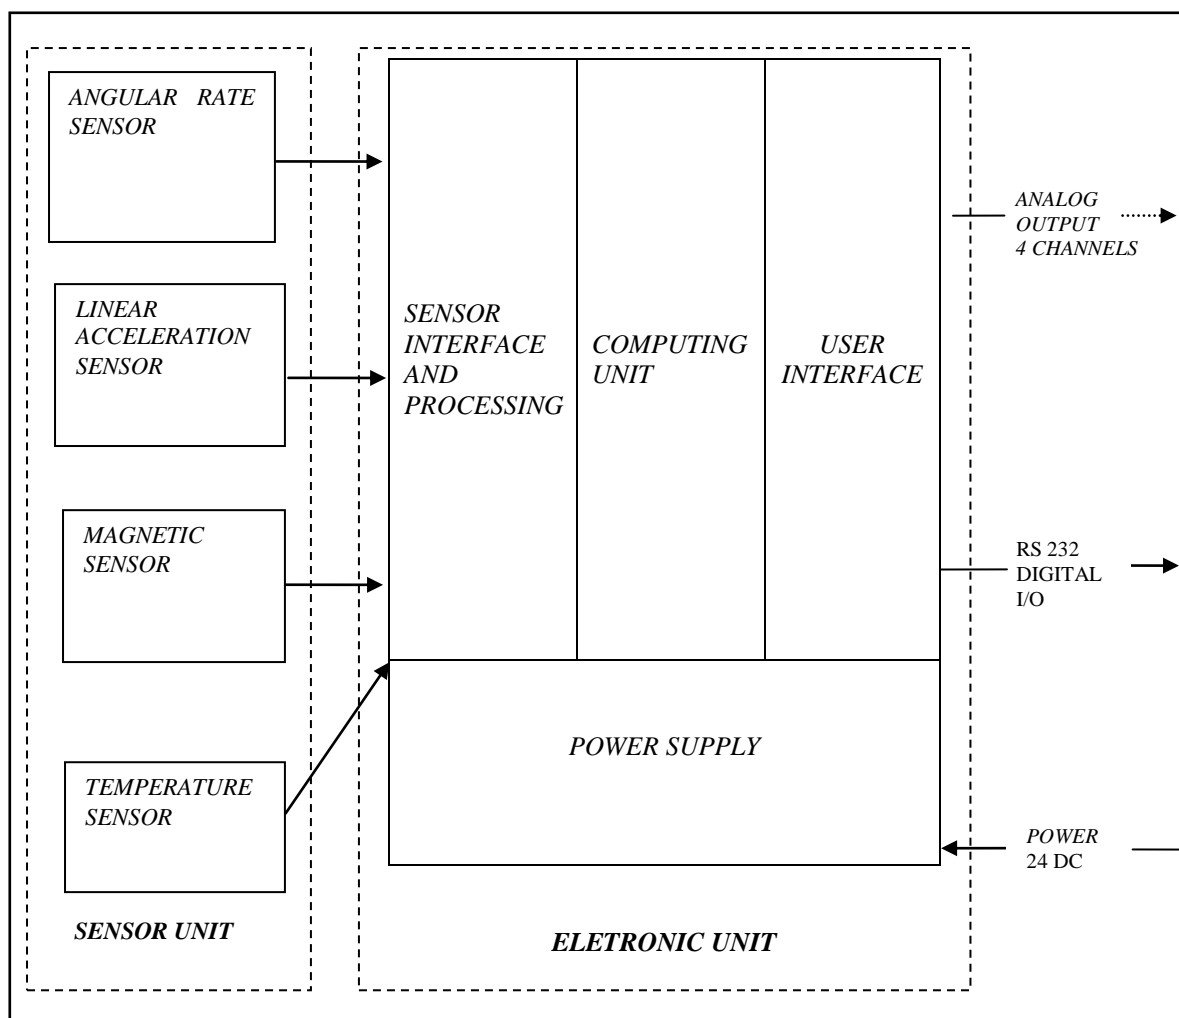 ANGULAR RATE
SENSOR
LINEAR
ACCELERATION
SENSOR
MAGNETIC
SENSOR
TEMPERATURE
SENSOR
SENSOR UNIT
SENSOR
INTERFACE
AND
PROCESSING
COMPUTING
UNIT
USER
INTERFACE
POWER SUPPLY
ELETRONIC UNIT
ANALOG
OUTPUT
4 CHANNELS
RS 232
DIGITAL
I/O
POWER
24 DC